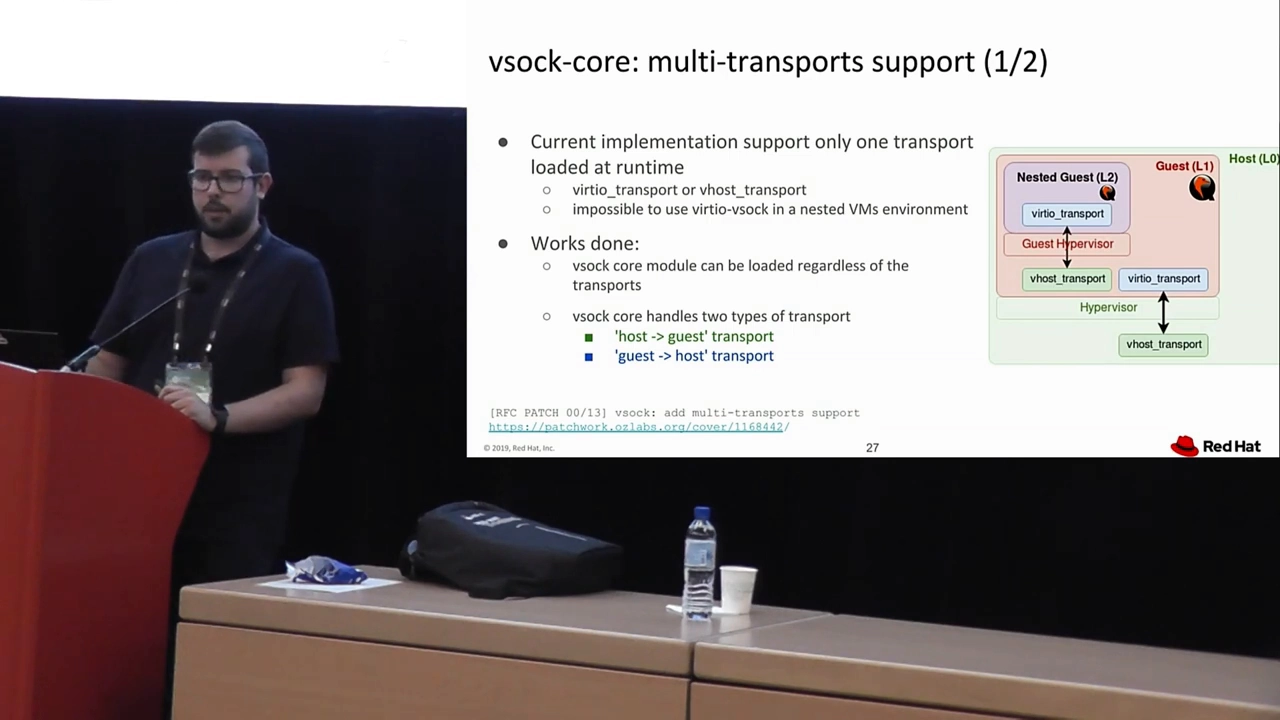 vsock-core: multi-transports support (1/2)
● Current implementation support only one transport
loaded at runtime
○ virtio_transport or vhost_transport
○ impossible to use virtio-vsock in a nested VMs environment
● Works done:
○ vsock core module can be loaded regardless of the
transports
○ vsock core handles two types of transport
■ 'host -> guest' transport
■ 'guest -> host' transport
Host (L0)
Guest (L1)
Nested Guest (L2)
virtio_transport
Guest Hypervisor
vhost_transport
virtio_transport
Hypervisor
vhost_transport
[RFC PATCH 00/13] vsock: add multi-transports support
https://patchwork.ozlabs.org/cover/1168442/
© 2019, Red Hat, Inc.
27
Red Hat